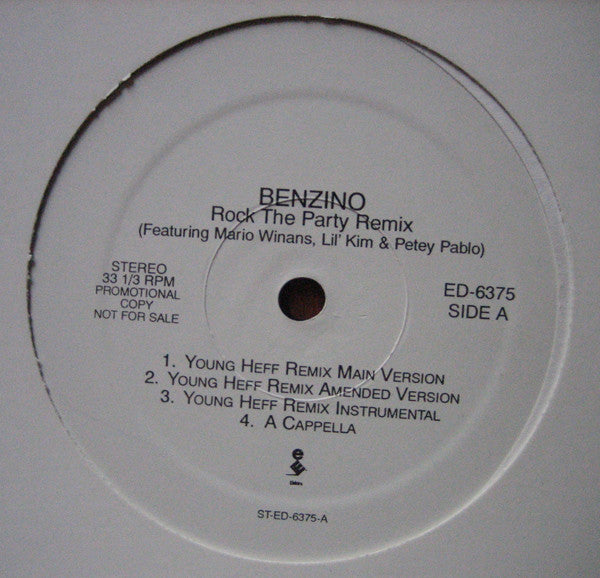 BENZINO
Rock The Party Remix
(Featuring Mario Winans, Lil' Kim & Petey Pablo)
STEREO
33 1/3 RPM
PROMOTIONAL
COPY
NOT FOR SALE
ED-6375
SIDE A
1. YOUNG HEFF REMIX MAIN VERSION
2. YOUNG HEFF REMIX AMENDED VERSION
3. YOUNG HEFF REMIX INSTRUMENTAL
4. A CAPPELLA
e
Elektra
ST-ED-6375-A